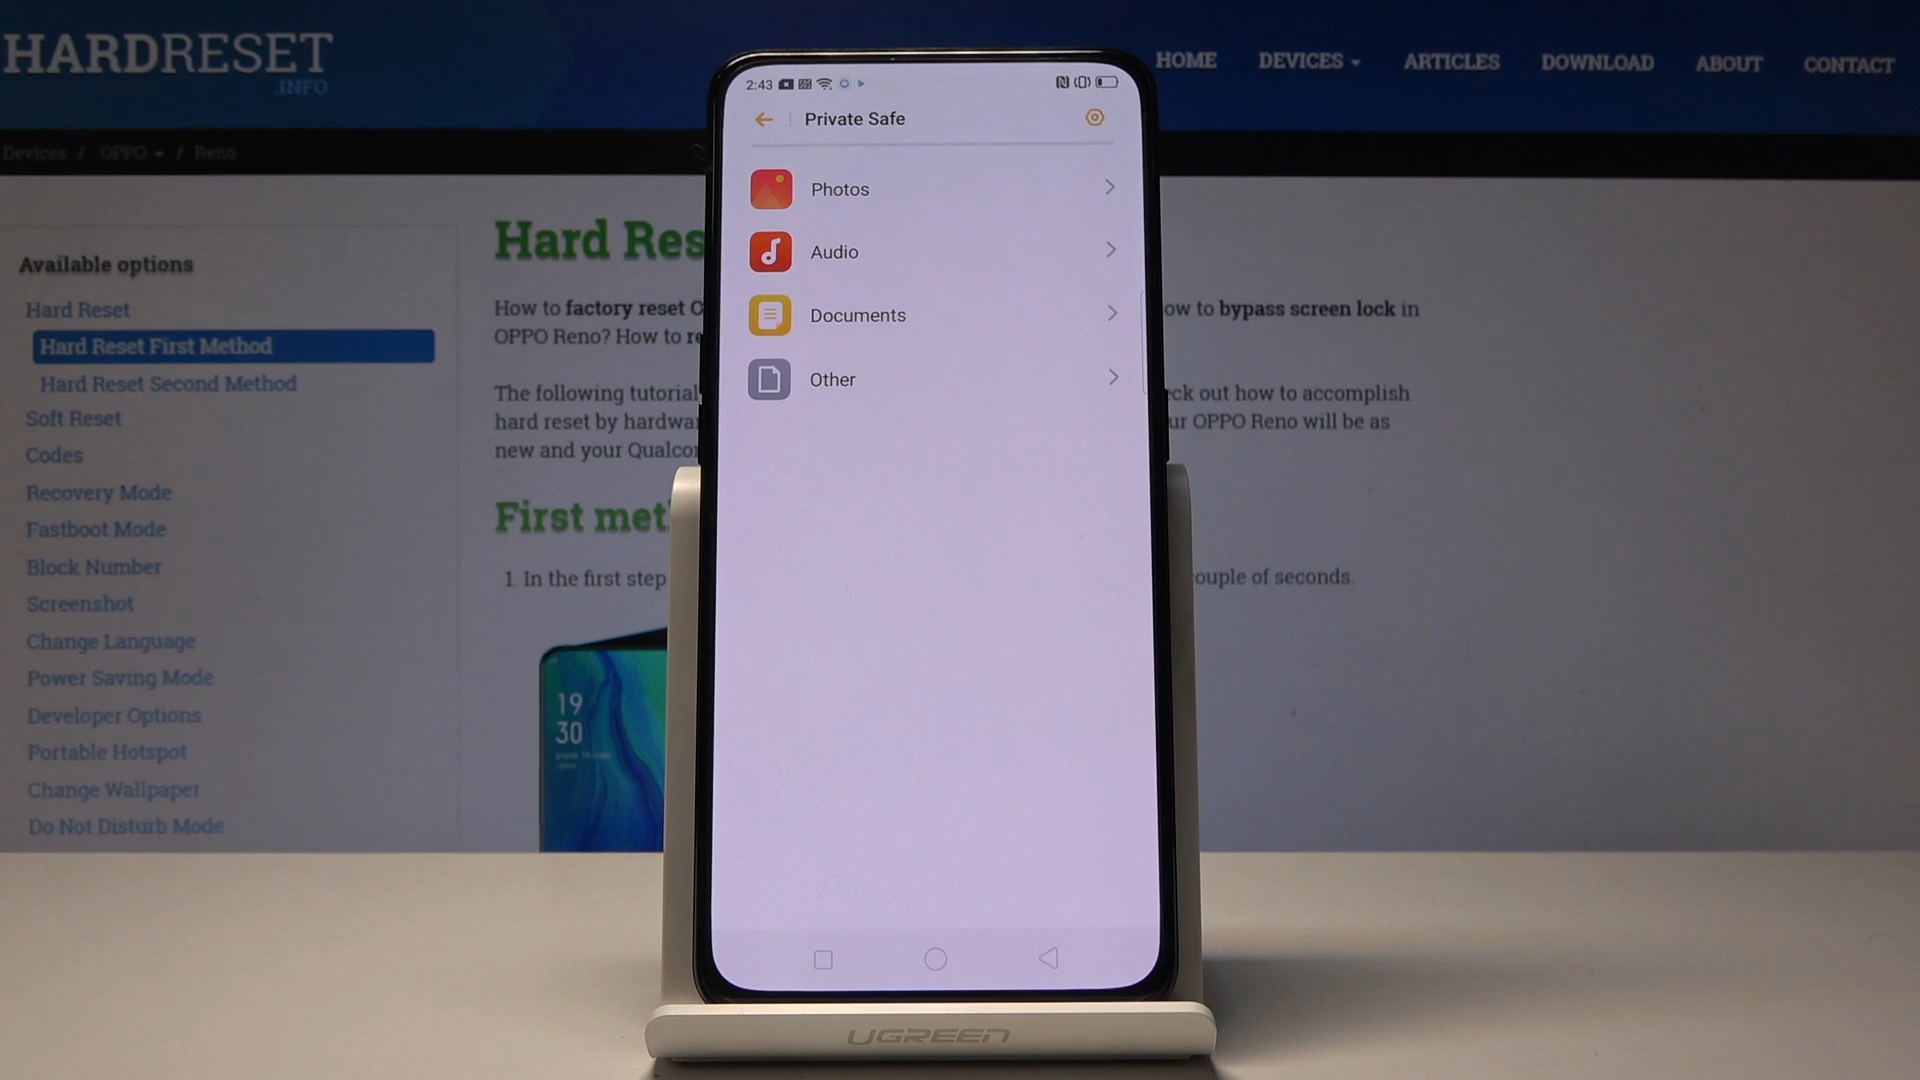 HARDRESET
.INFO
HOME
DEVICES
ARTICLES
DOWNLOAD
ABOUT
CONTACT
Devices / OPPO / Reno
Available options
Hard Reset
Hard Reset First Method
Hard Reset Second Method
Soft Reset
Codes
Recovery Mode
Fastboot Mode
Block Number
Screenshot
Change Language
Power Saving Mode
Developer Options
Portable Hotspot
Change Wallpaper
Do Not Disturb Mode
Hard Res
How to factory reset O
ow to bypass screen lock in
OPPO Reno? How to re
The following tutorial
ck out how to accomplish
hard reset by hardwa
ur OPPO Reno will be as
new and your Qualco
First met
1. In the first step
ouple of seconds.
19
30
2:43
Private Safe
Photos
Audio
Documents
Other
UGREEN